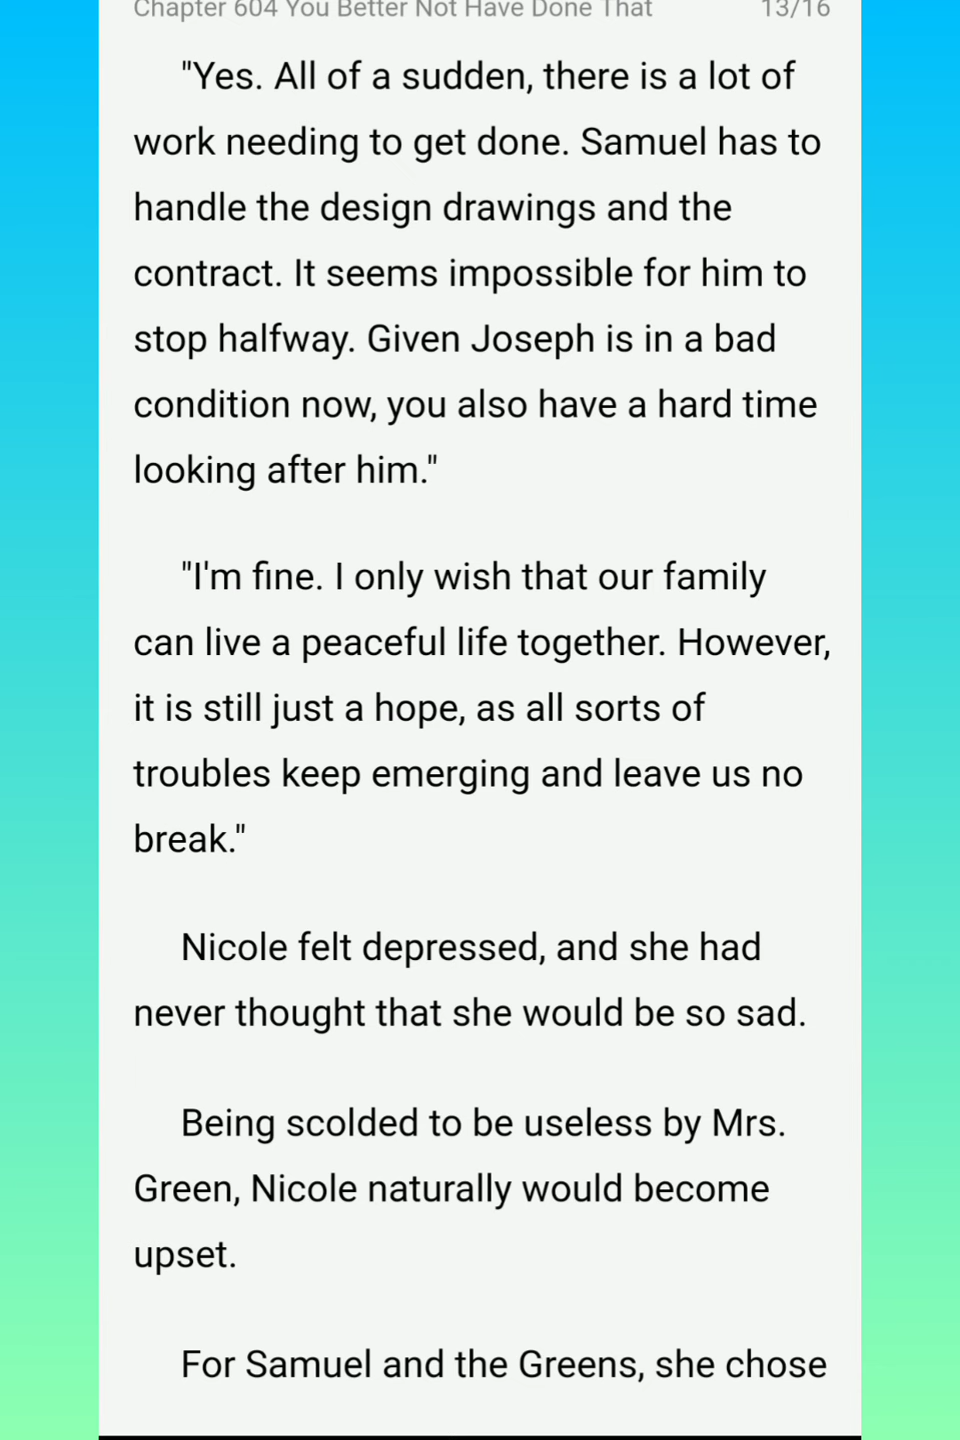 Chapter 604 You Better Not Have Done That 13/16
"Yes. All of a sudden, there is a lot of
work needing to get done. Samuel has to
handle the design drawings and the
contract. It seems impossible for him to
stop halfway. Given Joseph is in a bad
condition now, you also have a hard time
looking after him."
"I'm fine. I only wish that our family
can live a peaceful life together. However,
it is still just a hope, as all sorts of
troubles keep emerging and leave us no
break."
Nicole felt depressed, and she had
never thought that she would be so sad.
Being scolded to be useless by Mrs.
Green, Nicole naturally would become
upset.
For Samuel and the Greens, she chose